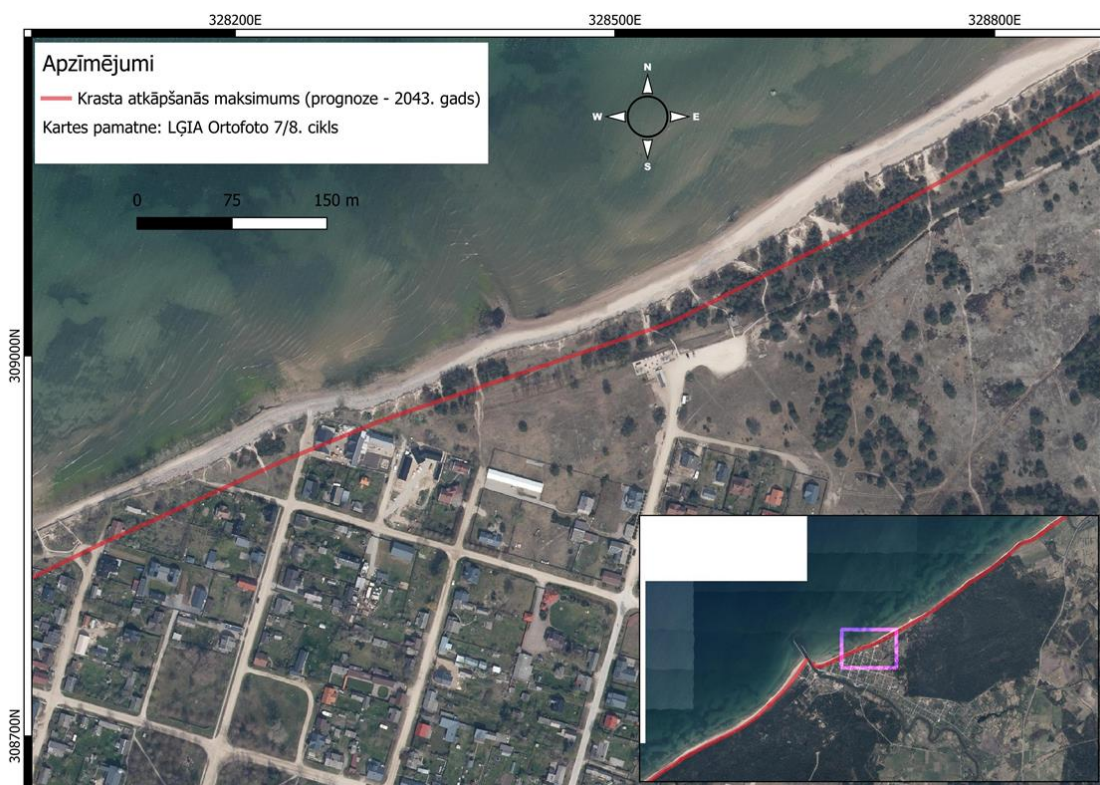 328200E
328500E
328800E
Apzīmējumi
Krasta atkāpšanās maksimums (prognoze - 2043. gads)
Kartes pamatne: LĢIA Ortofoto 7/8. cikls
N
W
E
S
0
75
150 m
309000N
308700N